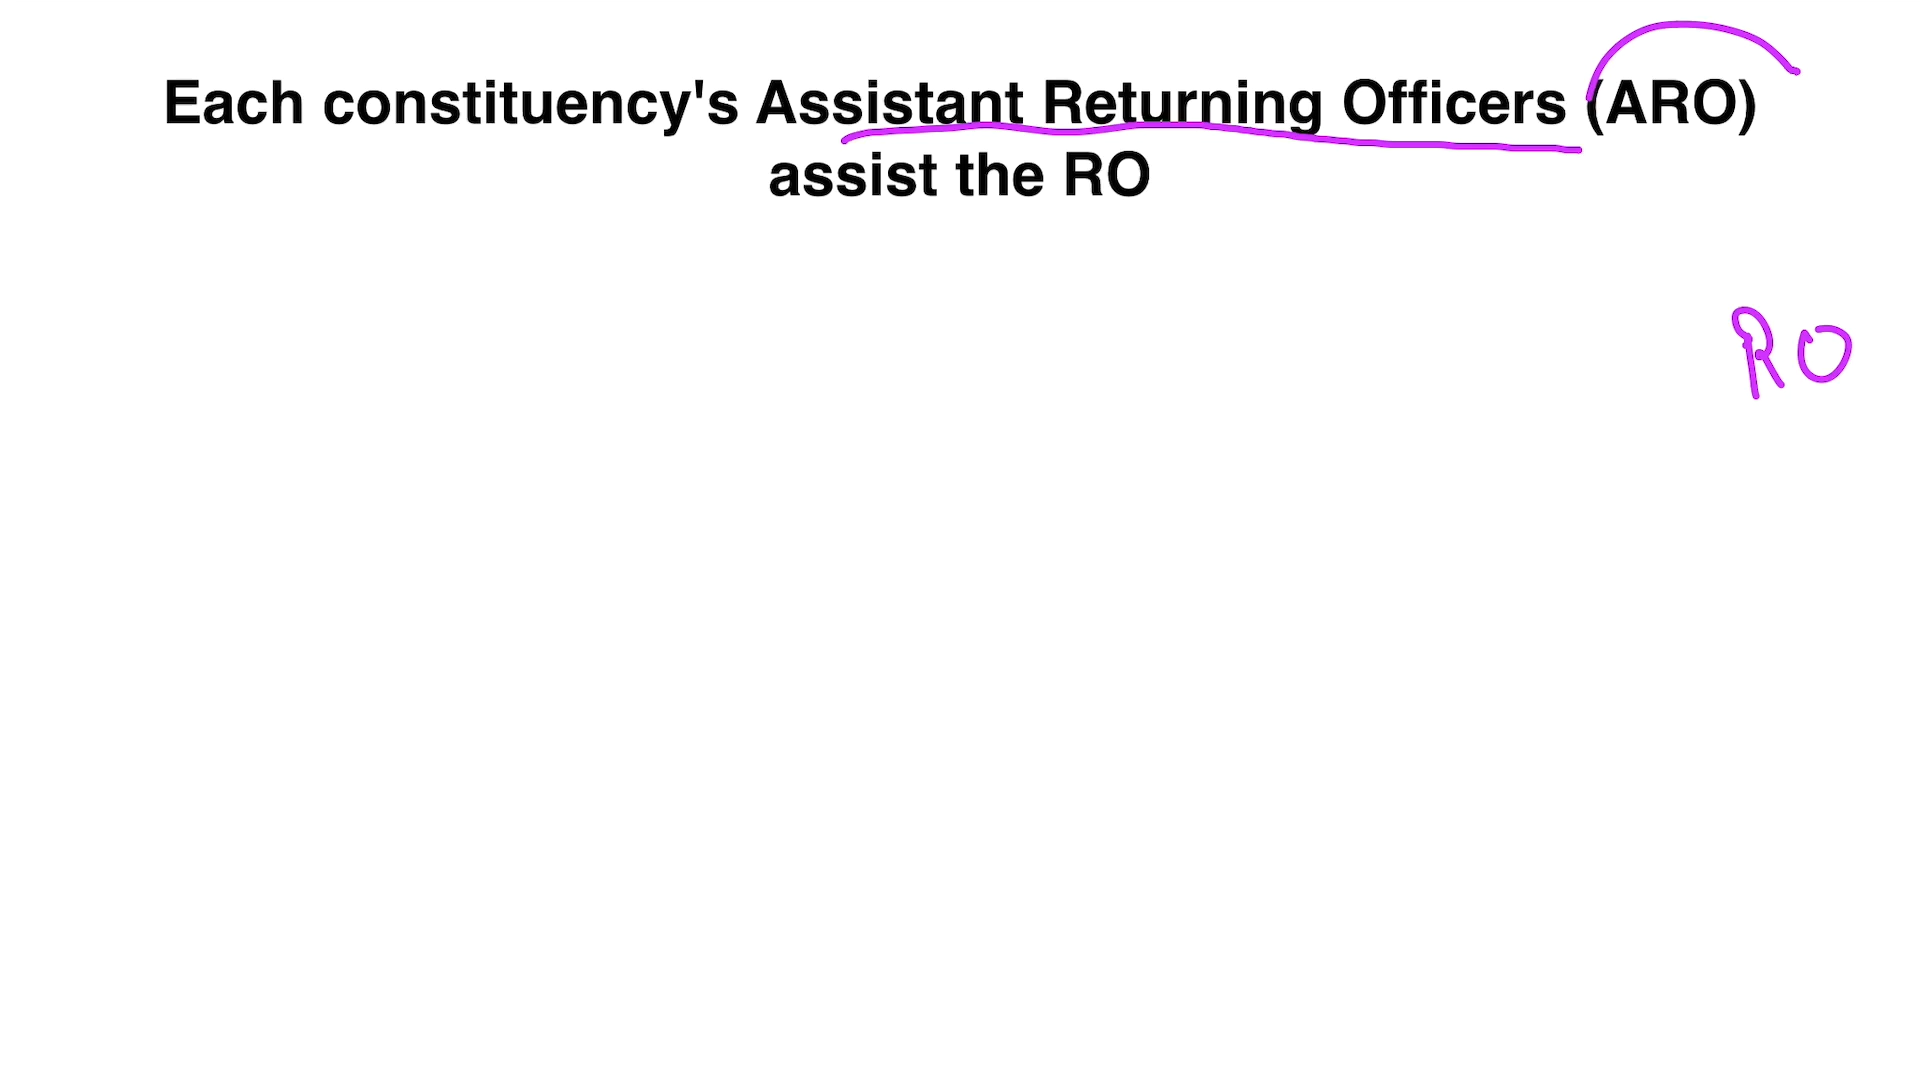 Each constituency's Assistant Returning Officers (ARO)
assist the RO
RO